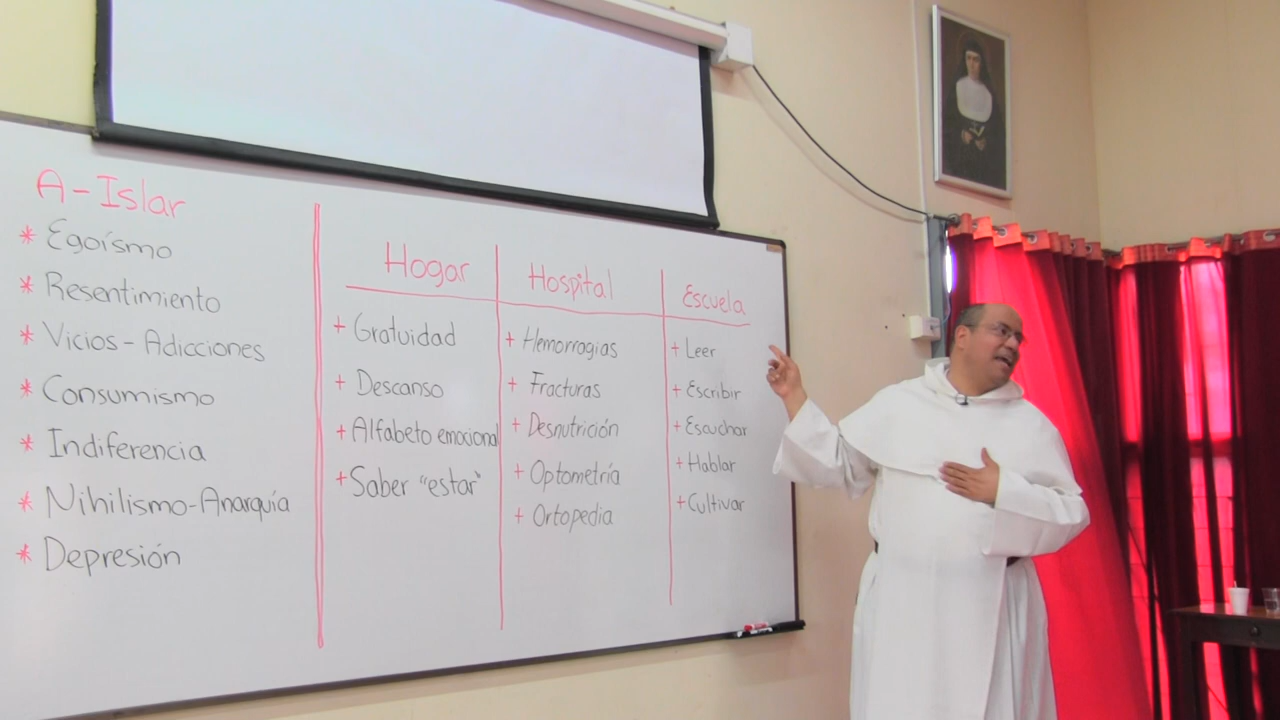 A-Islar
* Egoísmo
* Resentimiento
* Vicios-Adicciones
* Consumismo
* Indiferencia
* Nihilismo-Anarquía
* Depresión
Hogar
+ Gratuidad
+ Descanso
+ Alfabeto emocional
+ Saber "estar"
Hospital
+ Hemorragias
+ Fracturas
+ Desnutrición
+ Optometría
+ Ortopedia
Escuela
+ Leer
+ Escribir
+ Escuchar
+ Hablar
+ Cultivar